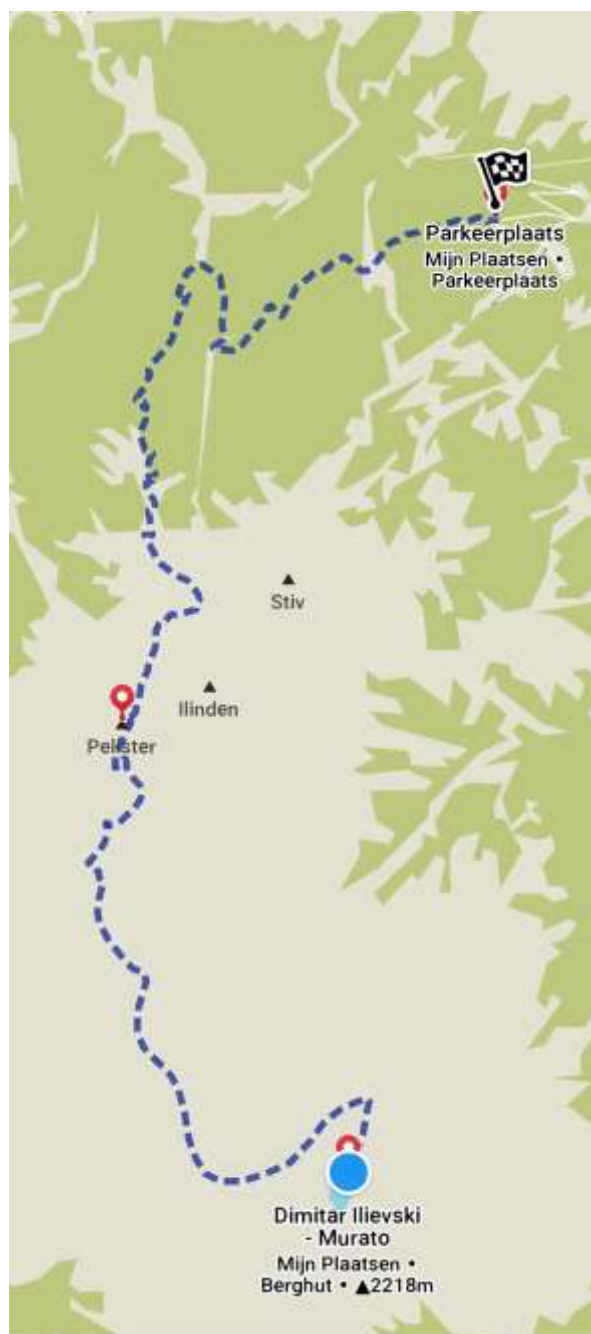 Parkeerplaats
Mijn Plaatsen •
Parkeerplaats
Stiv
Ilinden
Pelister
Dimitar Ilievski
- Murato
Mijn Plaatsen •
Berghut • ▲2218m